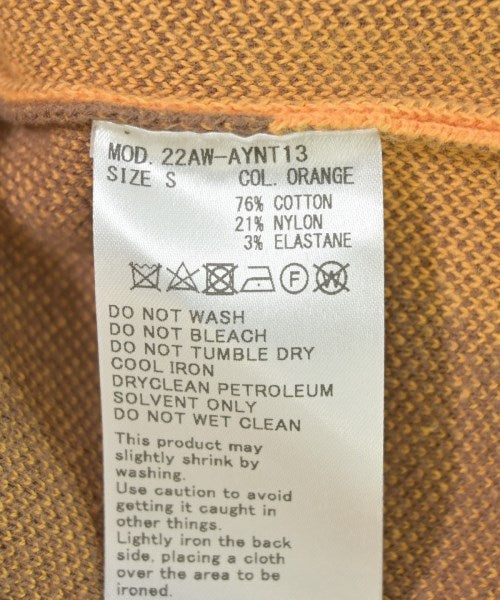 MOD. 22AW-AYNT13
SIZE S COL. ORANGE
76% COTTON
21% NYLON
3% ELASTANE
F W
DO NOT WASH
DO NOT BLEACH
DO NOT TUMBLE DRY
COOL IRON
DRYCLEAN PETROLEUM
SOLVENT ONLY
DO NOT WET CLEAN
This product may
slightly shrink by
washing.
Use caution to avoid
getting it caught in
other things.
Lightly iron the back
side, placing a cloth
over the area to be
ironed.